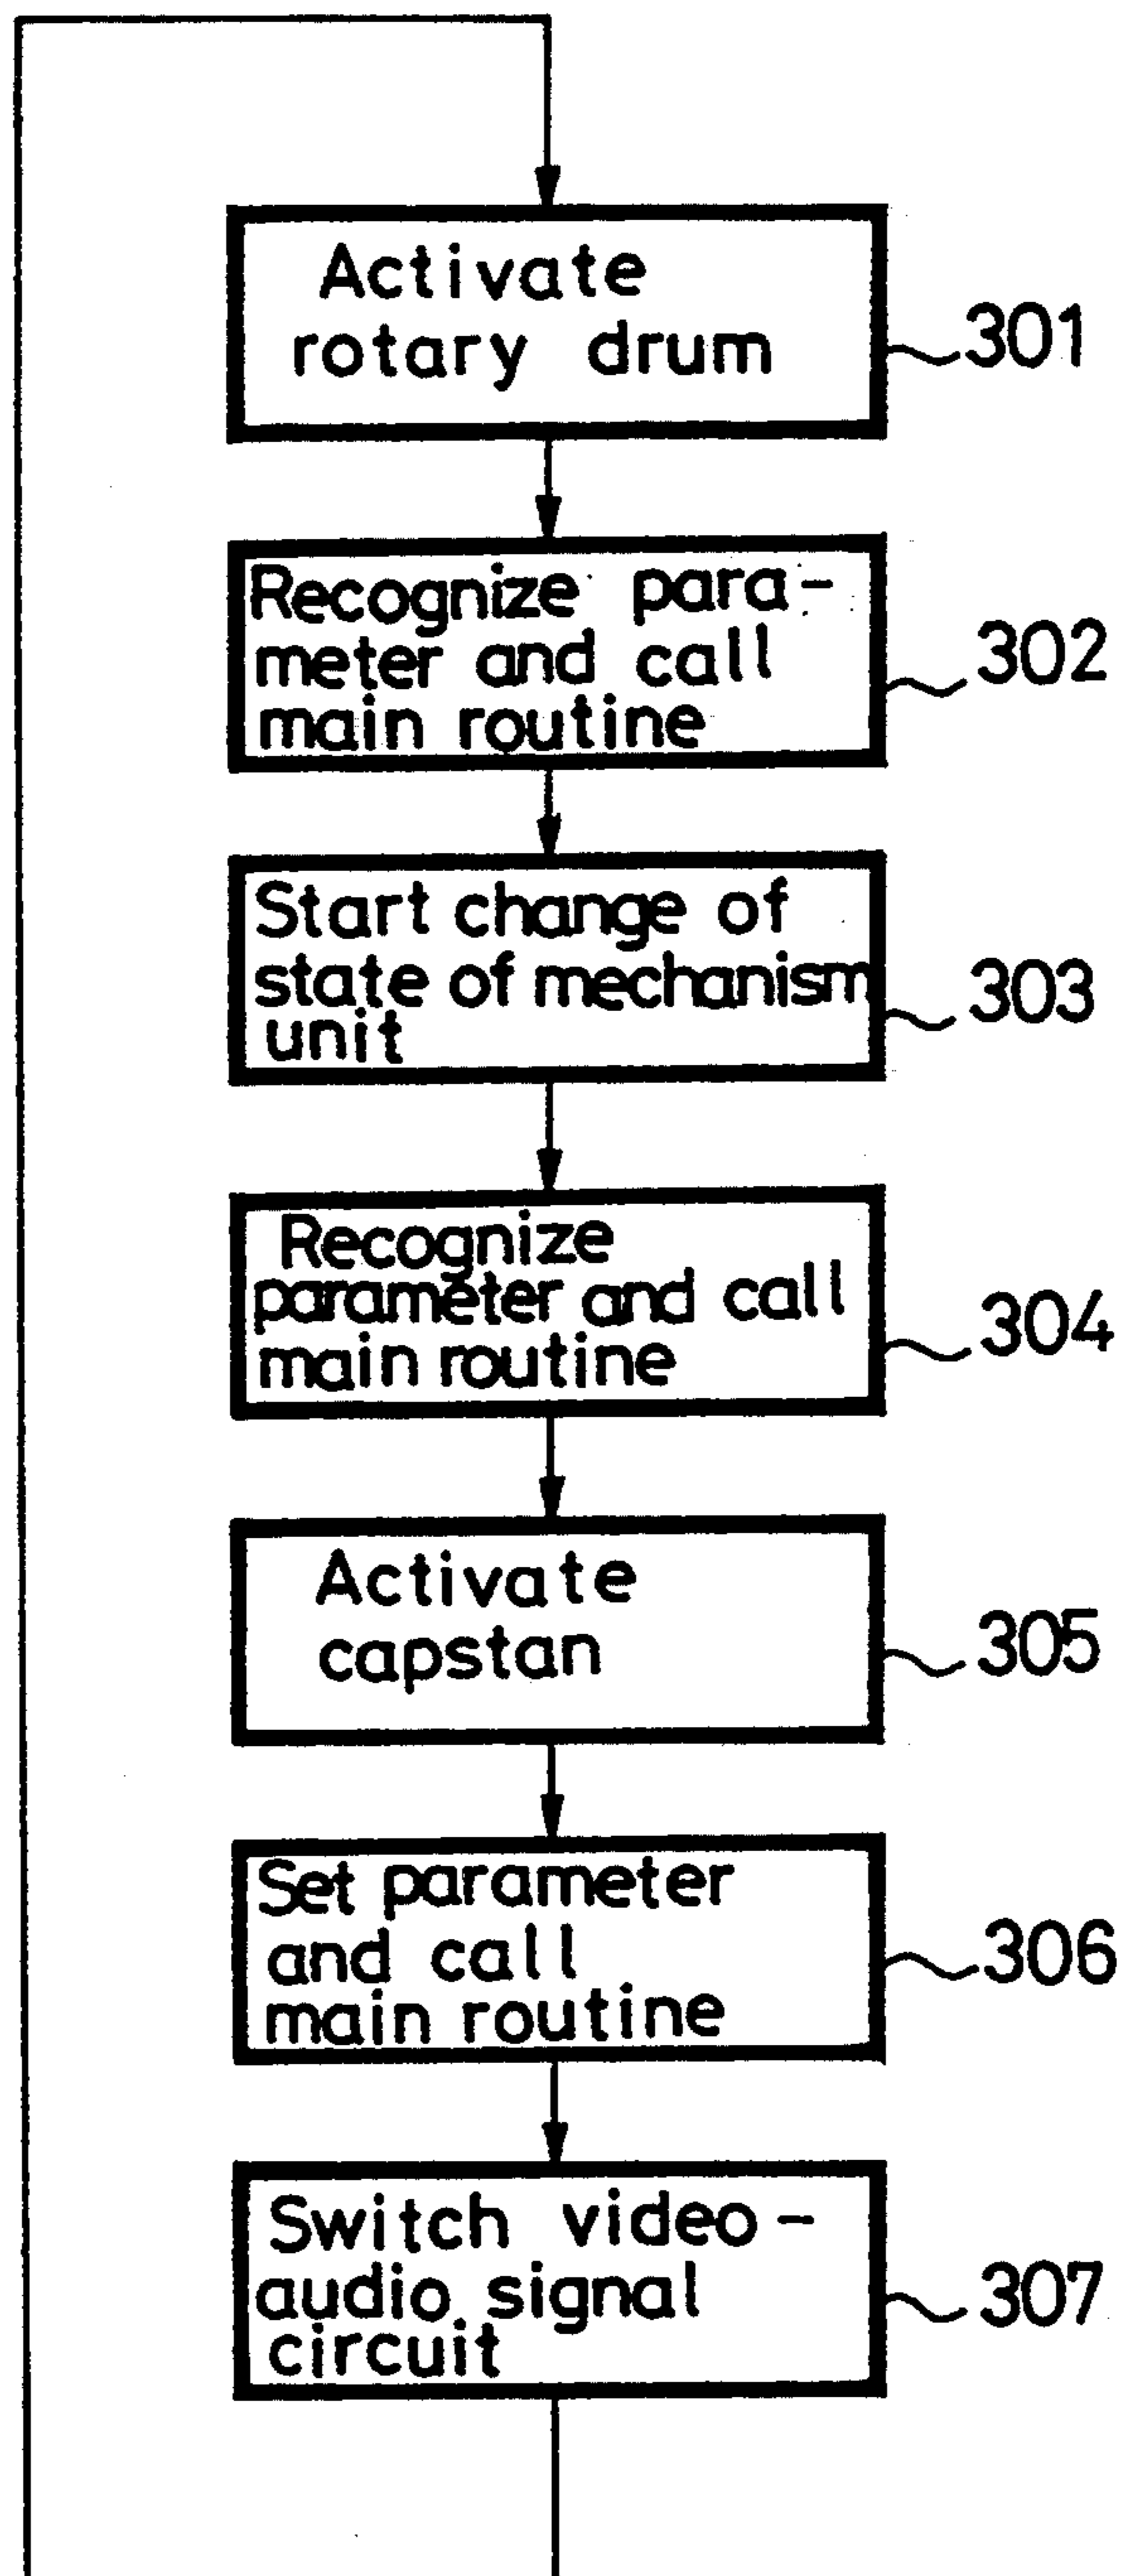 Activate
rotary drum
301
Recognize para-
meter and call
main routine
302
Start change of
state of mechanism
unit
303
Recognize
parameter and call
main routine
304
Activate
capstan
305
Set parameter
and call
main routine
306
Switch video-
audio signal
circuit
307